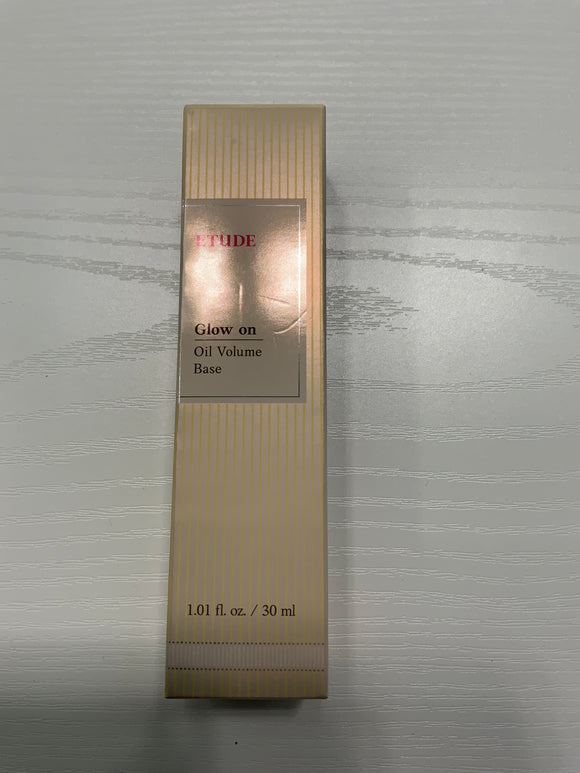 ETUDE
Glow on
Oil Volume
Base
1.01 fl. oz. / 30 ml